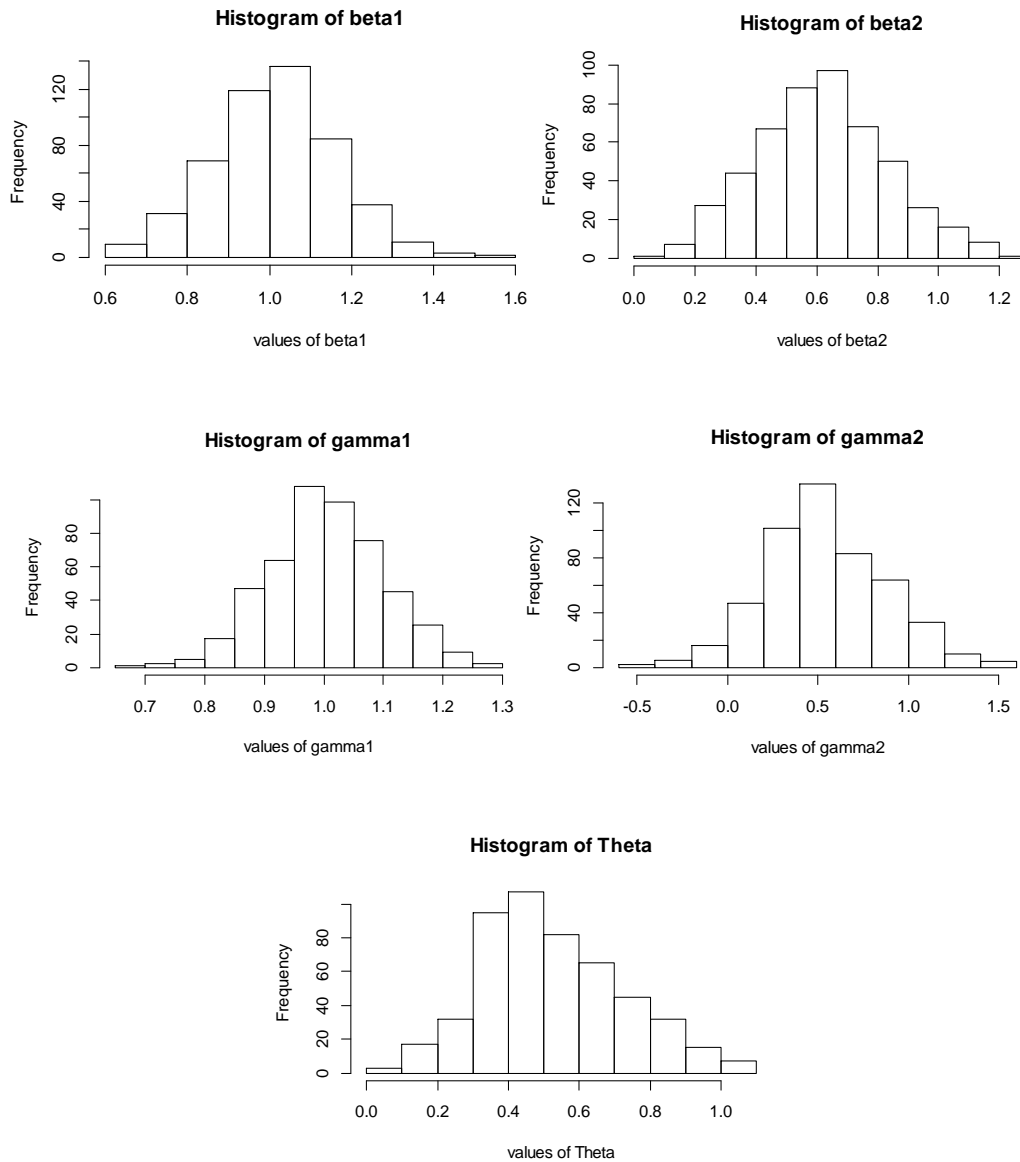 Histogram of beta1
Frequency
0 40 80 120
0.6 0.8 1.0 1.2 1.4 1.6
values of beta1
Histogram of beta2
Frequency
0 20 40 60 80 100
0.0 0.2 0.4 0.6 0.8 1.0 1.2
values of beta2
Histogram of gamma1
Frequency
0 20 40 60 80
0.7 0.8 0.9 1.0 1.1 1.2 1.3
values of gamma1
Histogram of gamma2
Frequency
0 40 80 120
-0.5 0.0 0.5 1.0 1.5
values of gamma2
Histogram of Theta
Frequency
0 20 40 60 80
0.0 0.2 0.4 0.6 0.8 1.0
values of Theta